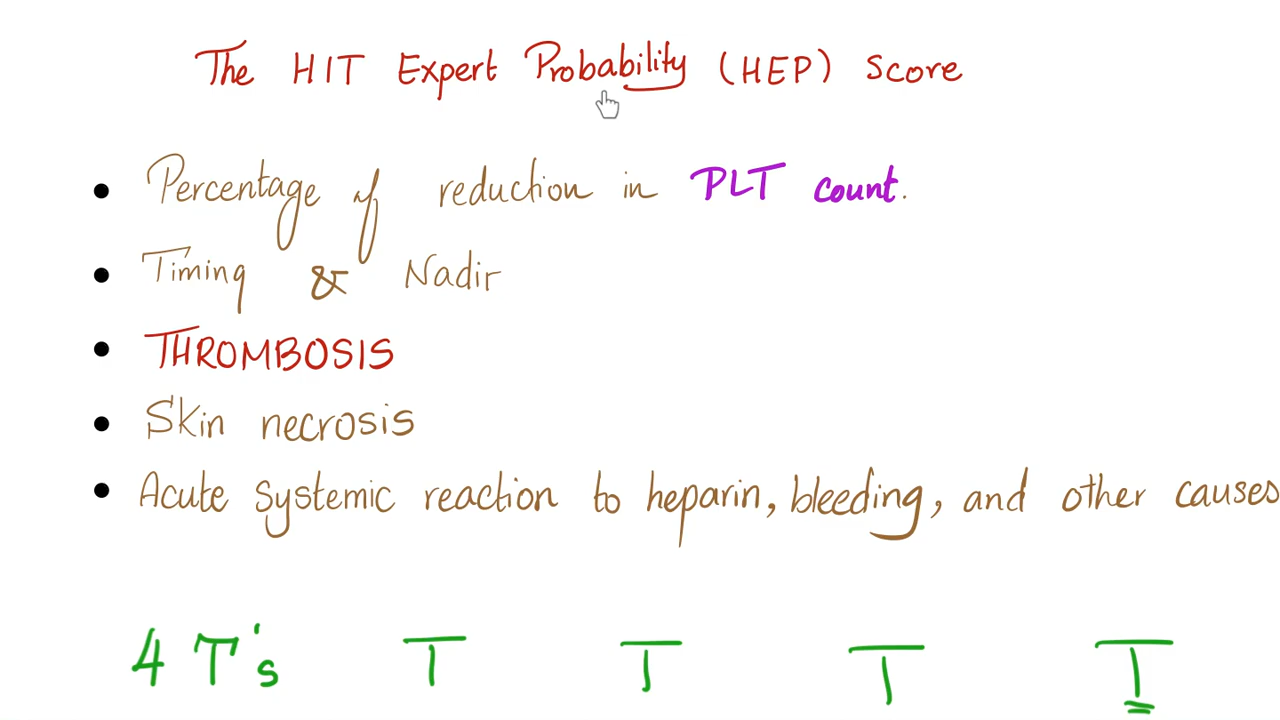 The HIT Expert Probability (HEP) Score
• Percentage of reduction in PLT count.
• Timing & Nadir
• THROMBOSIS
• Skin necrosis
• Acute systemic reaction to heparin, bleeding, and other causes
4 T's T T T T